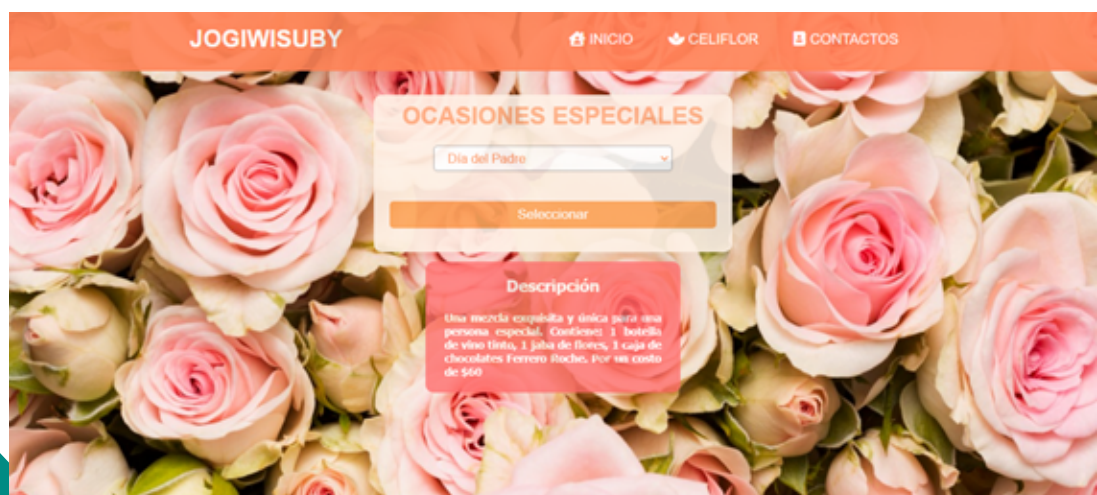 JOGIWISUBY
INICIO
CELIFLOR
CONTACTOS
OCASIONES ESPECIALES
Día del Padre
Seleccionar
Descripción
Una mezcla exquisita y única para una
persona especial. Contiene: 1 botella
de vino tinto, 1 jaba de flores, 1 caja de
chocolates Ferrero Roche. Por un costo
de $60